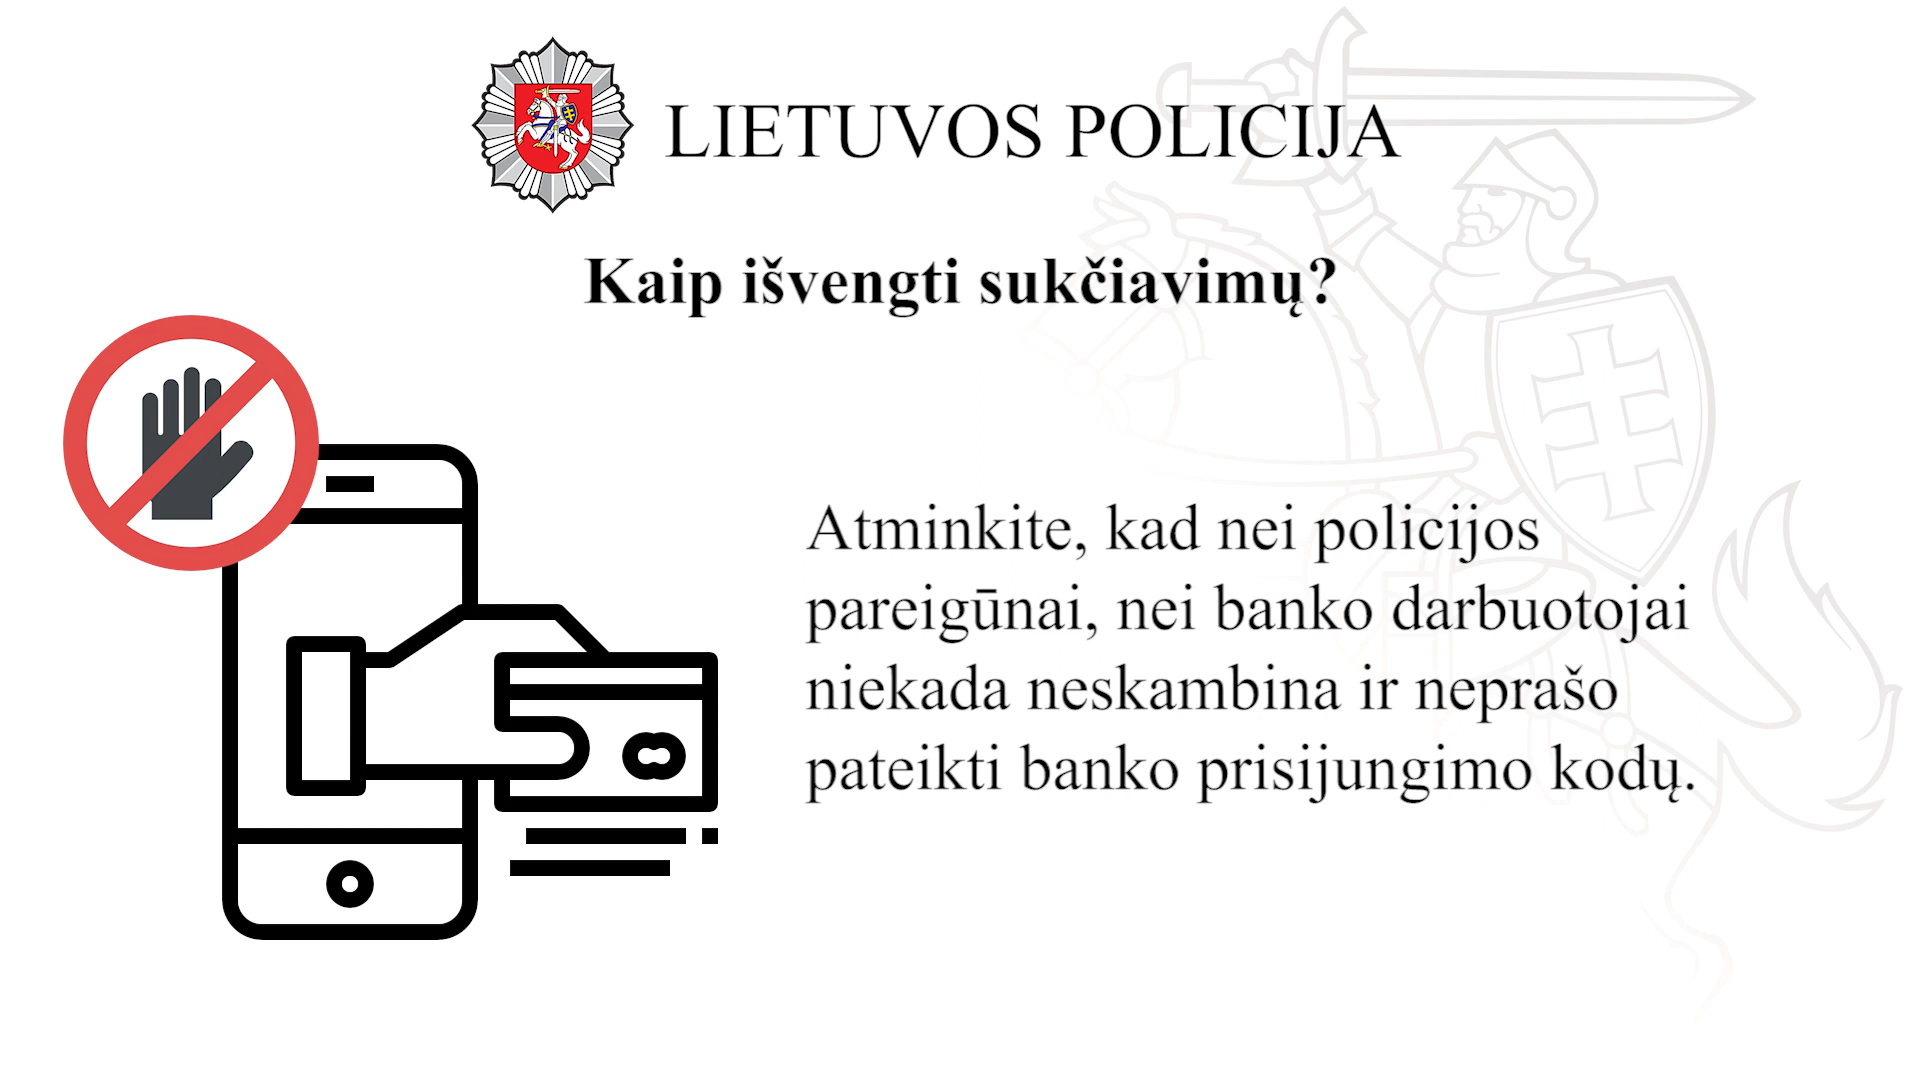 LIETUVOS POLICIJA
Kaip išvengti sukčiavimų?
Atminkite, kad nei policijos
pareigūnai, nei banko darbuotojai
niekada neskambina ir neprašo
pateikti banko prisijungimo kodų.